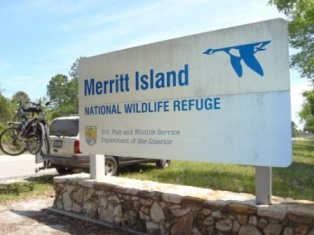 Merritt Island
NATIONAL WILDLIFE REFUGE
U.S. Fish and Wildlife Service
Department of the Interior